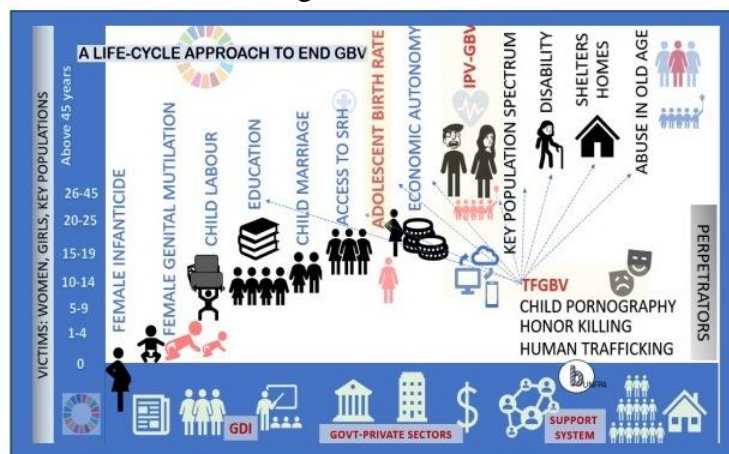 A LIFE-CYCLE APPROACH TO END GBV
VICTIMS: WOMEN, GIRLS, KEY POPULATIONS
Above 45 years
26-45
20-25
15-19
10-14
5-9
1-4
0
FEMALE INFANTICIDE
FEMALE GENITAL MUTILATION
CHILD LABOUR
EDUCATION
CHILD MARRIAGE
ACCESS TO SRH
ADOLESCENT BIRTH RATE
ECONOMIC AUTONOMY
IPV-GBV
KEY POPULATION SPECTRUM
DISABILITY
SHELTERS
HOMES
ABUSE IN OLD AGE
PERPETRATORS
TFGBV
CHILD PORNOGRAPHY
HONOR KILLING
HUMAN TRAFFICKING
UNFPA
GDI
GOVT-PRIVATE SECTORS
$
SUPPORT
SYSTEM